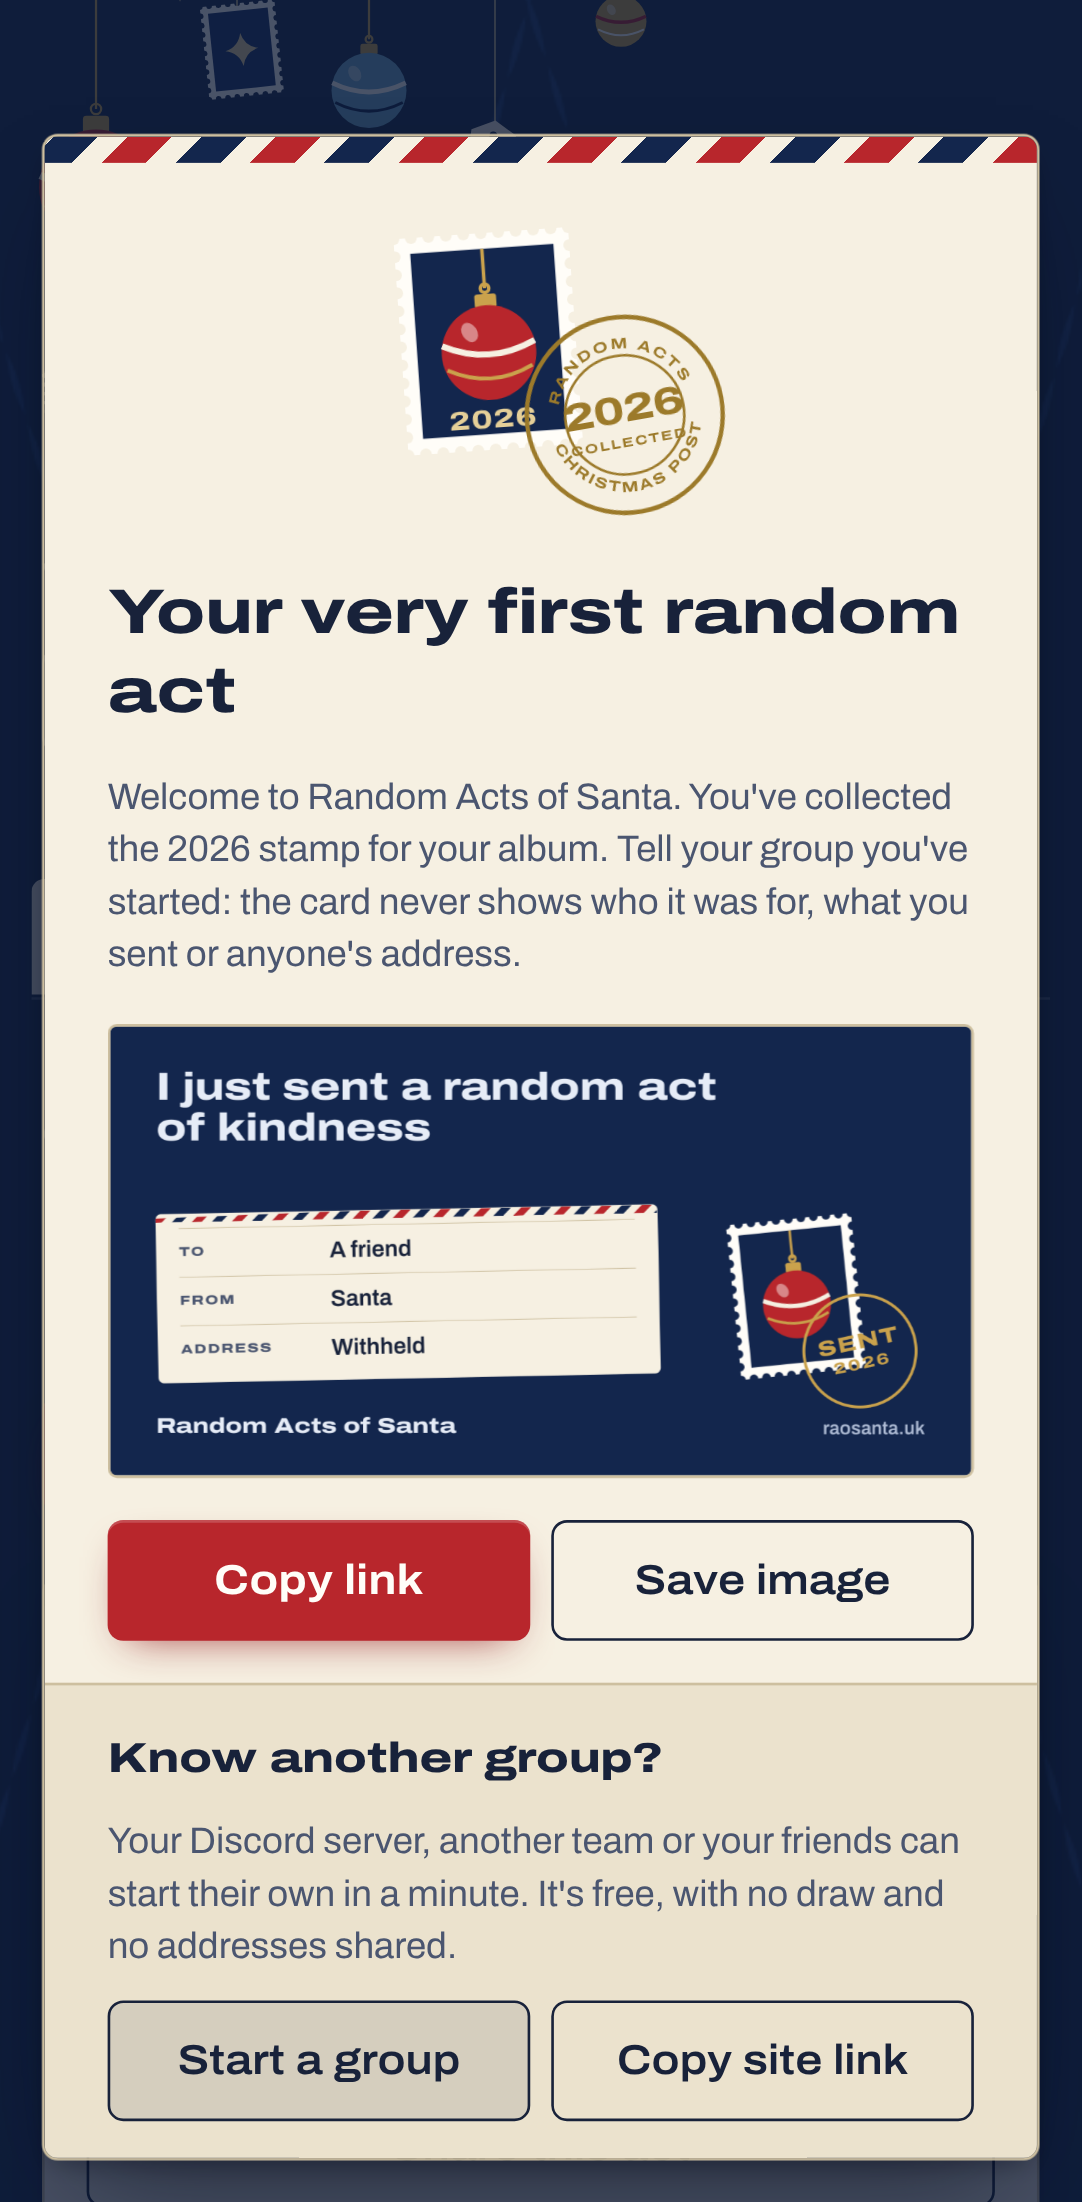 2026
RANDOM ACTS
2026
COLLECTED
CHRISTMAS POST
Your very first random
act
Welcome to Random Acts of Santa. You've collected
the 2026 stamp for your album. Tell your group you've
started: the card never shows who it was for, what you
sent or anyone's address.
I just sent a random act
of kindness
TO A friend
FROM Santa
ADDRESS Withheld
SENT
2026
Random Acts of Santa
raosanta.uk
Copy link
Save image
Know another group?
Your Discord server, another team or your friends can
start their own in a minute. It's free, with no draw and
no addresses shared.
Start a group
Copy site link